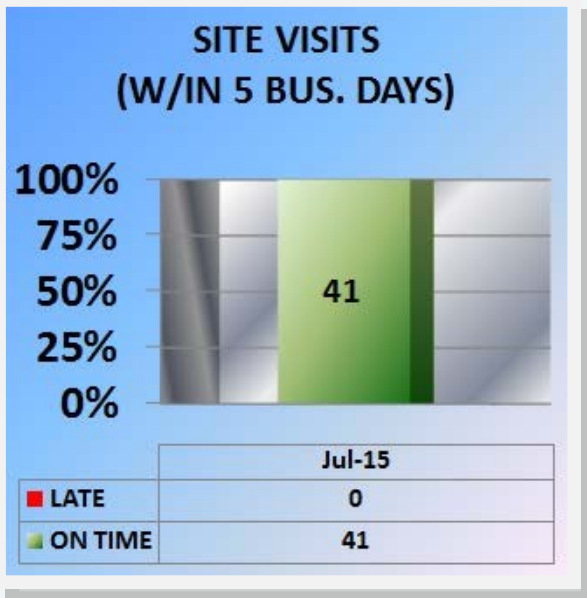 SITE VISITS
(W/IN 5 BUS. DAYS)
100%
75%
50%
25%
0%
41
Jul-15
LATE 0
ON TIME 41